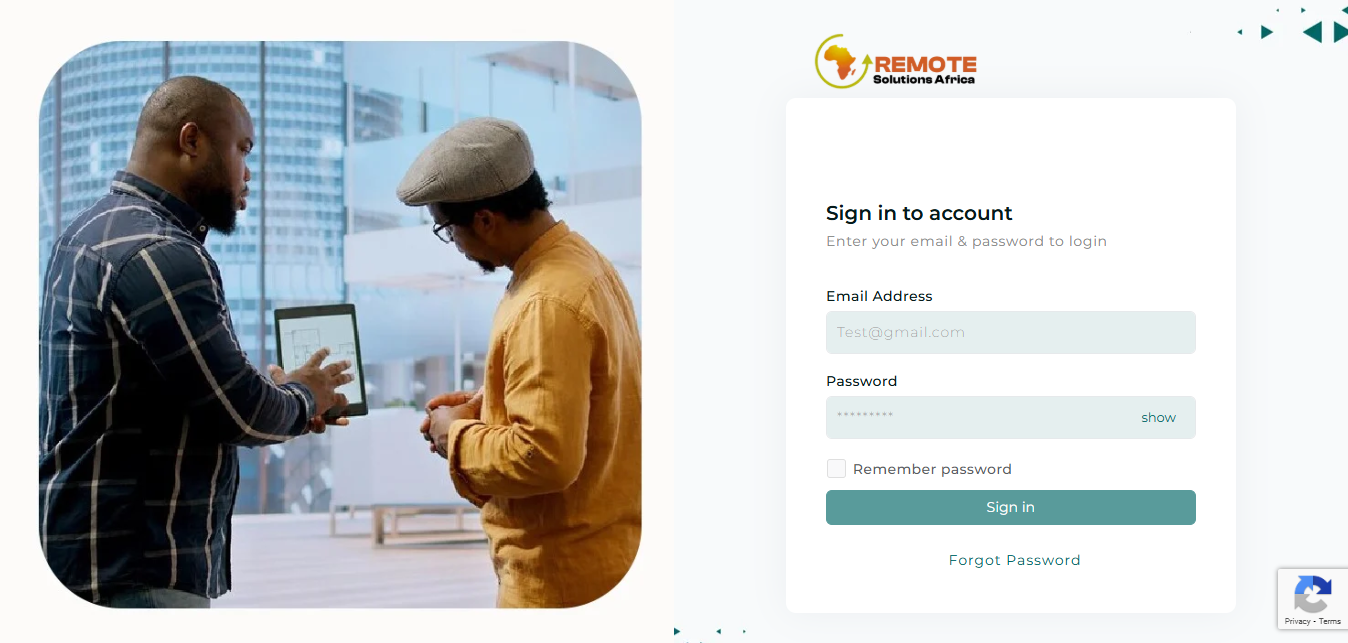 REMOTE
Solutions Africa
Sign in to account
Enter your email & password to login
Email Address
Test@gmail.com
Password
*********
show
Remember password
Sign in
Forgot Password
Privacy - Terms